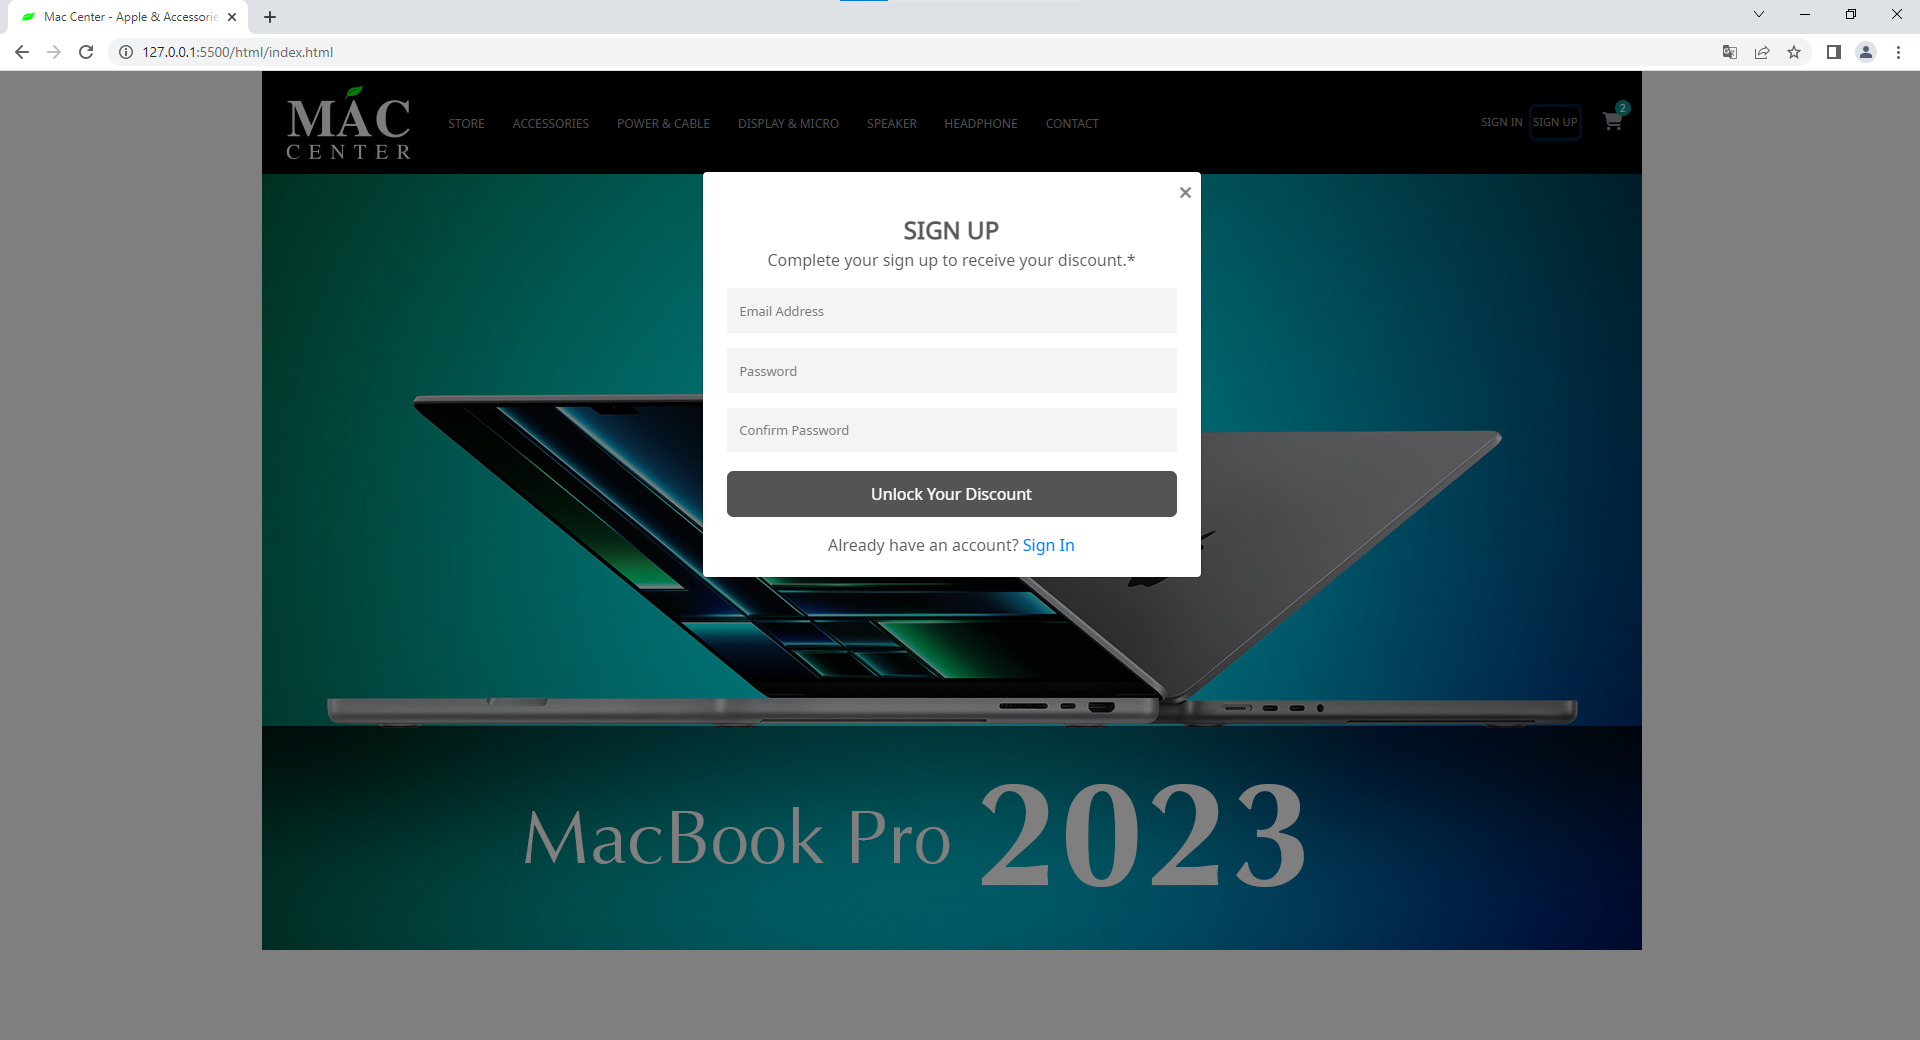 Mac Center - Apple & Accessorie
127.0.0.1:5500/html/index.html
MAC
CENTER
STORE ACCESSORIES POWER & CABLE DISPLAY & MICRO SPEAKER HEADPHONE CONTACT
SIGN IN SIGN UP 2
SIGN UP
Complete your sign up to receive your discount.*
Email Address
Password
Confirm Password
Unlock Your Discount
Already have an account? Sign In
MacBook Pro 2023